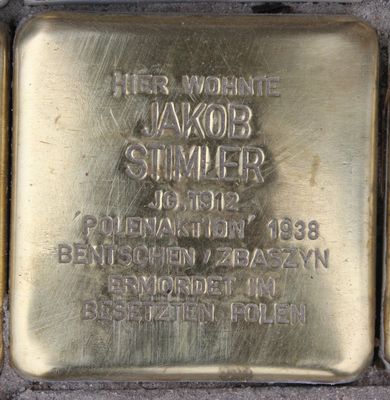 HIER WOHNTE
JAKOB
STIMLER
JG. 1912
'POLENAKTION' 1938
BENTSCHEN / ZBASZYN
ERMORDET IM
BESETZTEN POLEN